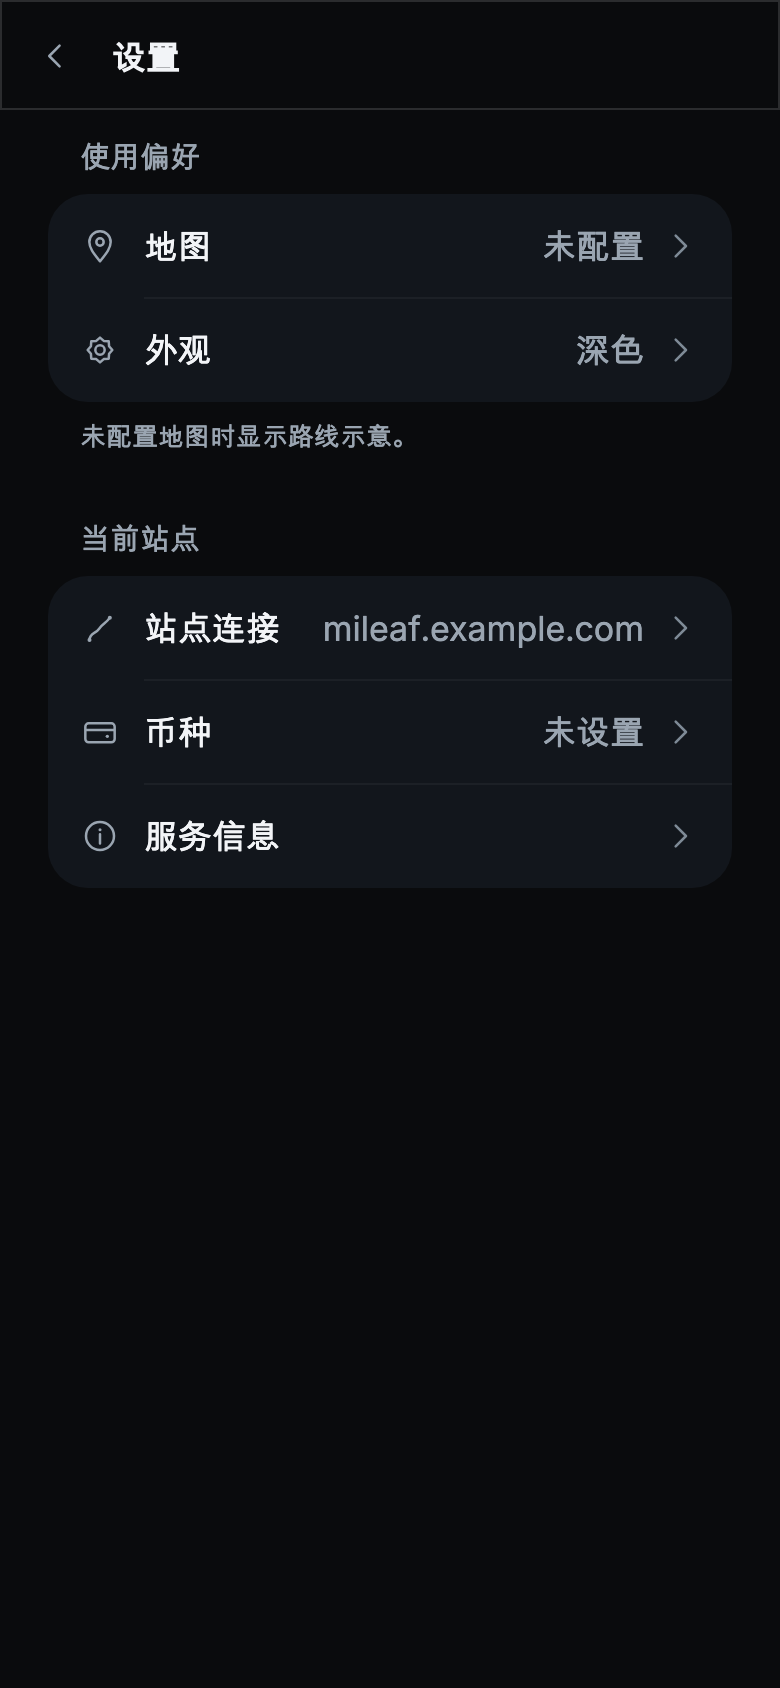 设置
使用偏好
地图 未配置
外观 深色
未配置地图时显示路线示意。
当前站点
站点连接 mileaf.example.com
币种 未设置
服务信息